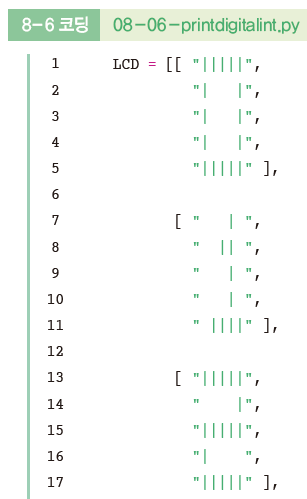 8-6 코딩 08-06-printdigitalint.py
1 LCD = [[ "|||||",
2 "|   |",
3 "|   |",
4 "|   |",
5 "|||||" ],
6
7 [ "   | ",
8 "  || ",
9 "   | ",
10 "   | ",
11 " ||||" ],
12
13 [ "|||||",
14 "    |",
15 "|||||",
16 "|    ",
17 "|||||" ],